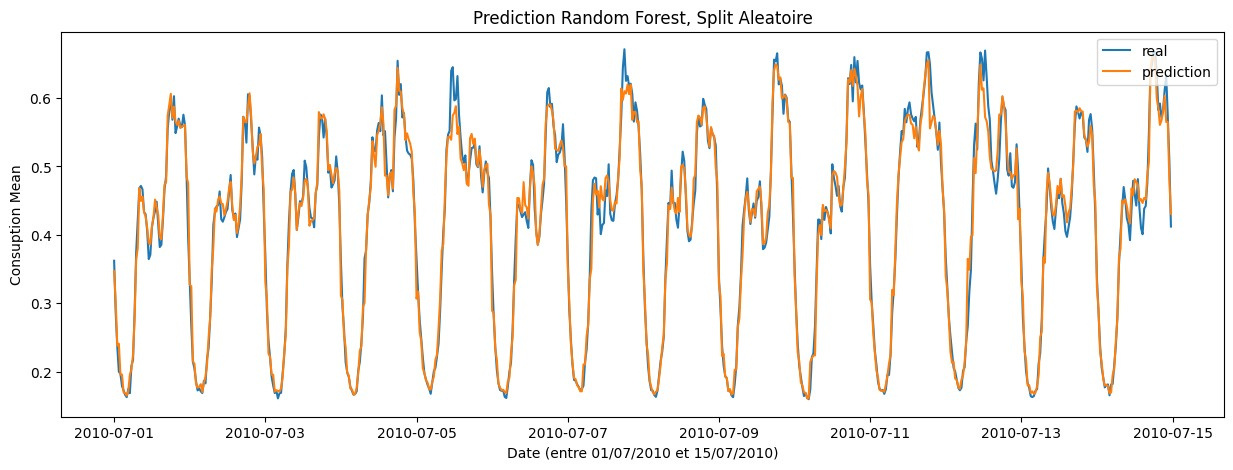 Prediction Random Forest, Split Aleatoire
real
prediction
Consuption Mean
0.6
0.5
0.4
0.3
0.2
2010-07-01 2010-07-03 2010-07-05 2010-07-07 2010-07-09 2010-07-11 2010-07-13 2010-07-15
Date (entre 01/07/2010 et 15/07/2010)